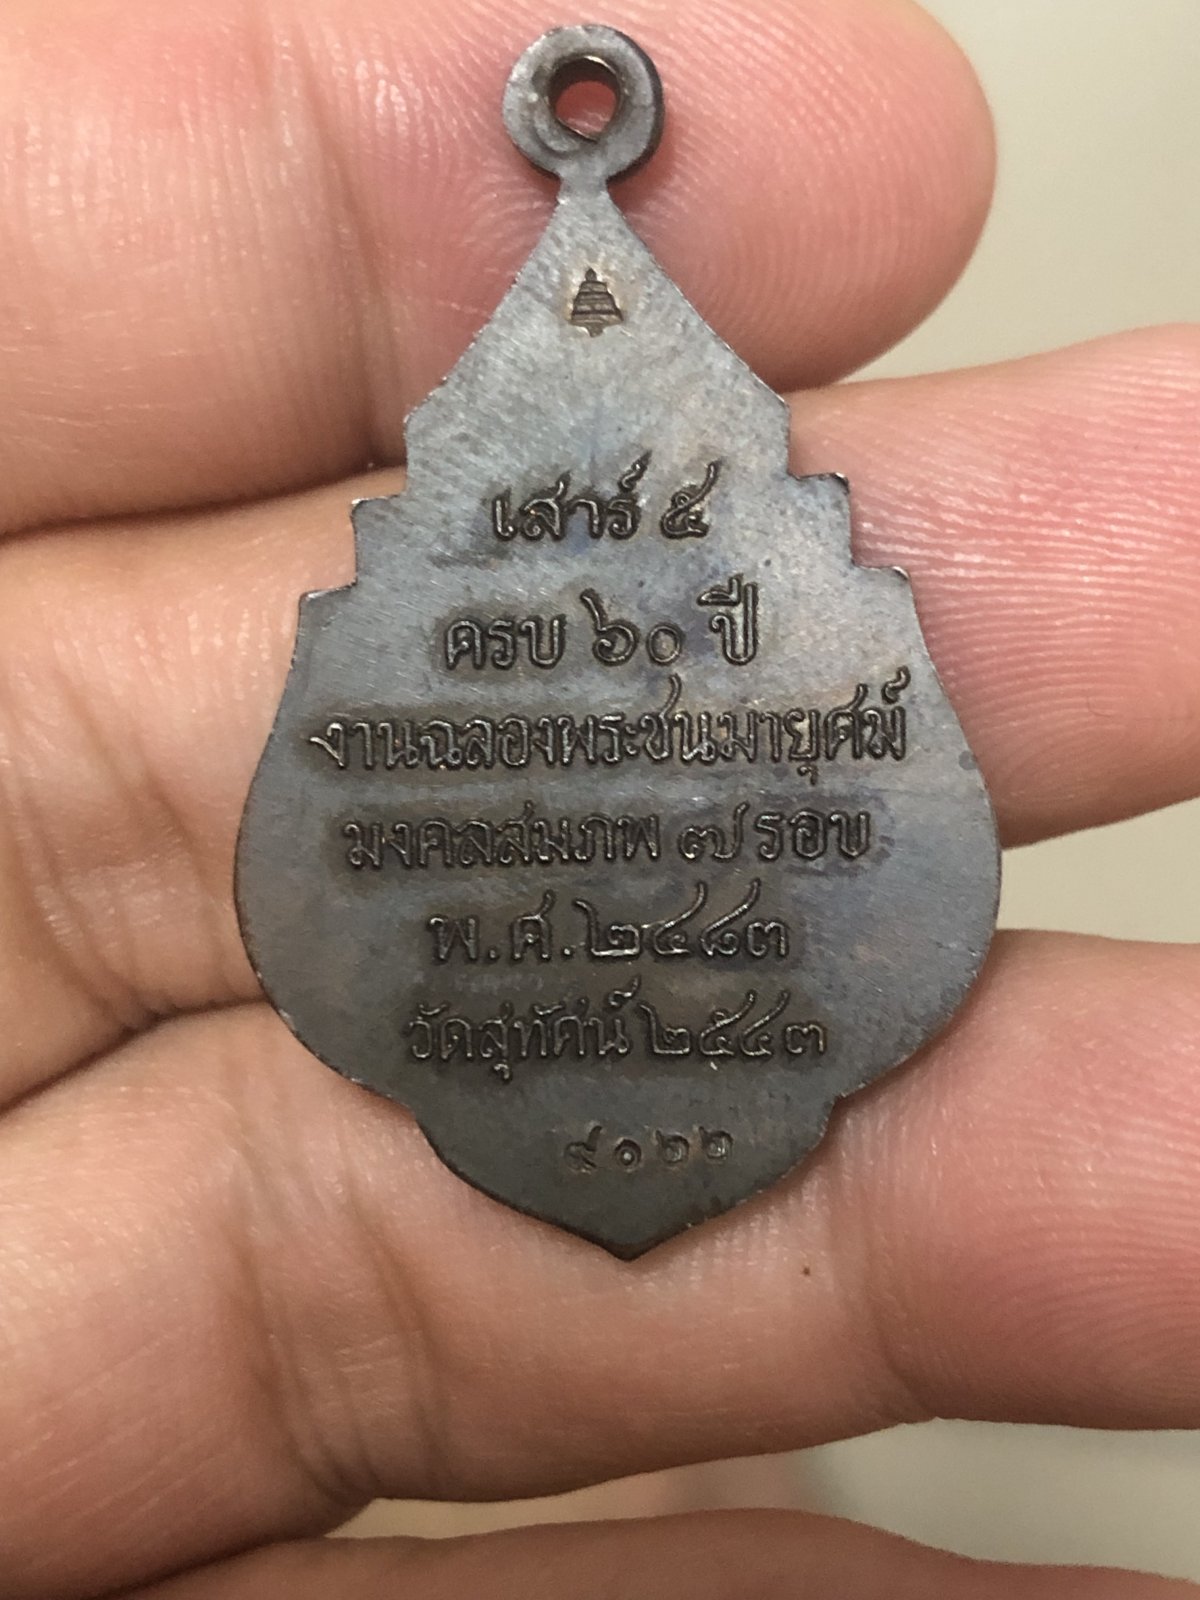 เสาร์ ๕
ครบ ๖๐ ปี
งานฉลองพระชนมายุศม์
มงคลสมภพ ๗ รอบ
พ.ศ.๒๔๘๓
วัดสุทัศน์ ๒๕๔๓
๙๐๒๒